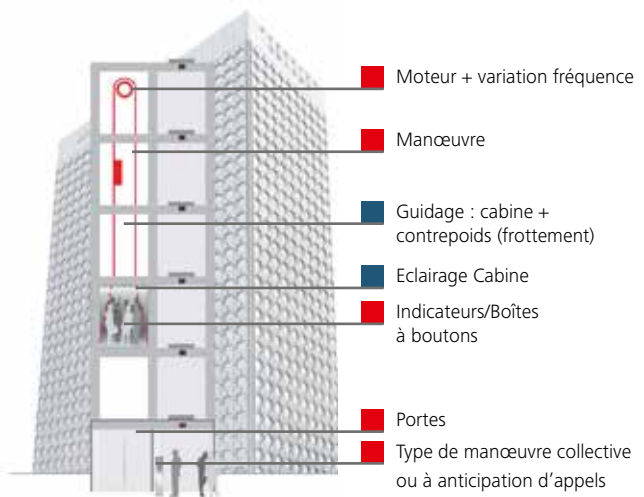 Moteur + variation fréquence
Manœuvre
Guidage : cabine +
contrepoids (frottement)
Eclairage Cabine
Indicateurs/Boîtes
à boutons
Portes
Type de manœuvre collective
ou à anticipation d'appels